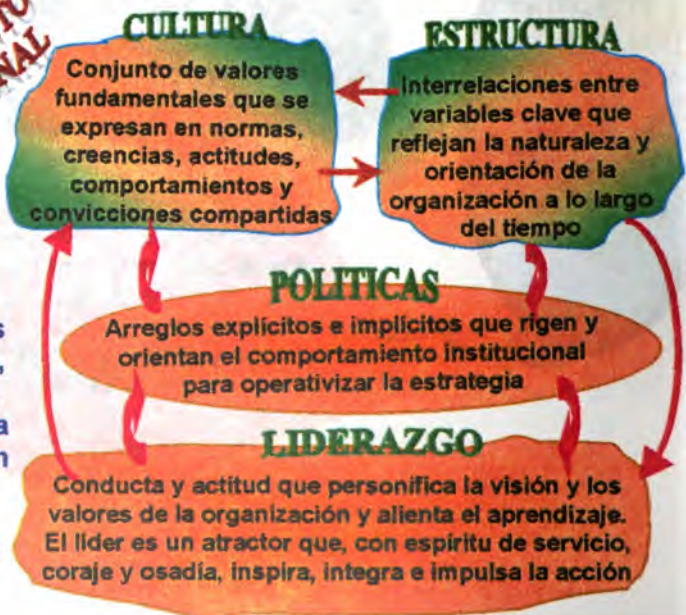 CULTURA
Conjunto de valores
fundamentales que se
expresan en normas,
creencias, actitudes,
comportamientos y
convicciones compartidas
ESTRUCTURA
Interrelaciones entre
variables clave que
reflejan la naturaleza y
orientación de la
organización a lo largo
del tiempo
POLITICAS
Arreglos explícitos e implícitos que rigen y
orientan el comportamiento institucional
para operativizar la estrategia
LIDERAZGO
Conducta y actitud que personifica la visión y los
valores de la organización y alienta el aprendizaje.
El lider es un atractor que, con espiritu de servicio,
coraje y osadía, inspira, integra e impulsa la acción